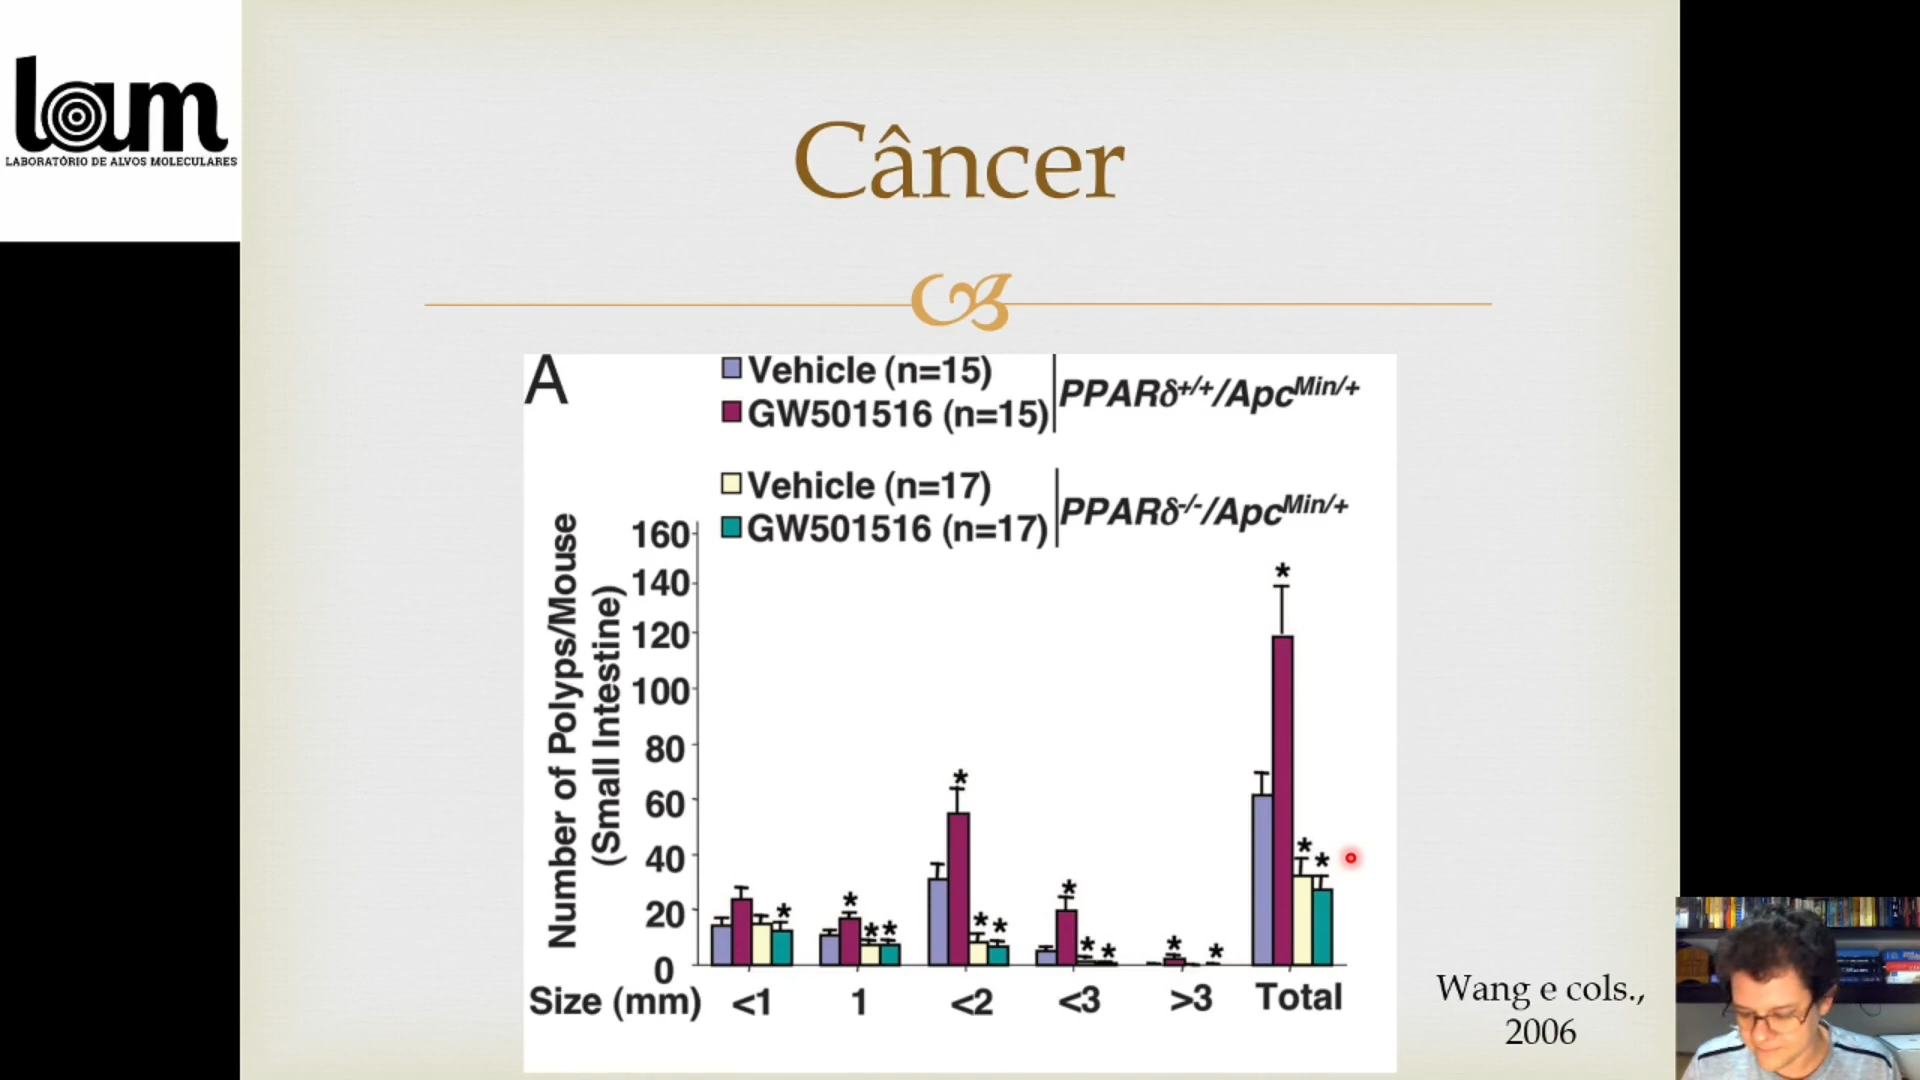 lam
LABORATÓRIO DE ALVOS MOLECULARES
Câncer
A
Vehicle (n=15)
GW501516 (n=15)
PPARδ+/+/ApcMin/+
Vehicle (n=17)
GW501516 (n=17)
PPARδ-/-/ApcMin/+
Number of Polyps/Mouse
(Small Intestine)
160
140
120
100
80
60
40
20
0
* * * * * * * * * * * * * * *
Size (mm) <1 1 <2 <3 >3 Total
Wang e cols.,
2006